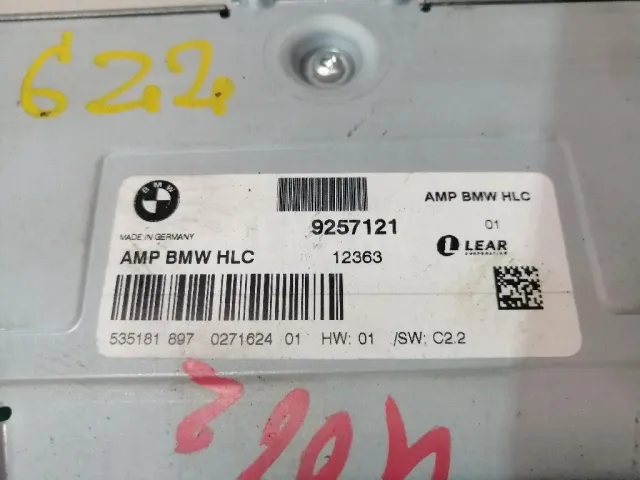 622
BMW
AMP BMW HLC
9257121
01
MADE IN GERMANY
LEAR
CORPORATION
AMP BMW HLC
12363
535181 897 0271624 01 HW: 01 /SW: C2.2